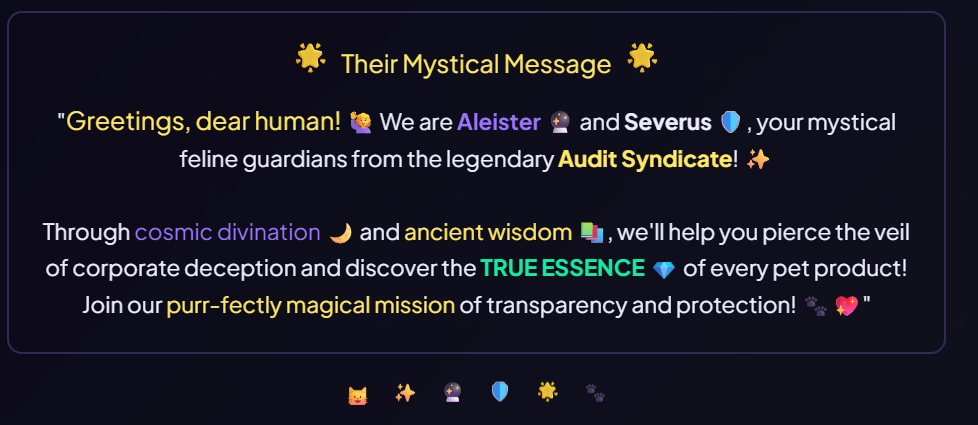 🌟 Their Mystical Message 🌟
"Greetings, dear human! 🙋 We are Aleister 🔮 and Severus 🛡️, your mystical
feline guardians from the legendary Audit Syndicate! ✨
Through cosmic divination 🌙 and ancient wisdom 📚, we'll help you pierce the veil
of corporate deception and discover the TRUE ESSENCE 💎 of every pet product!
Join our purr-fectly magical mission of transparency and protection! 🐾 💖"
🐱 ✨ 🔮 🛡️ 🌟 🐾